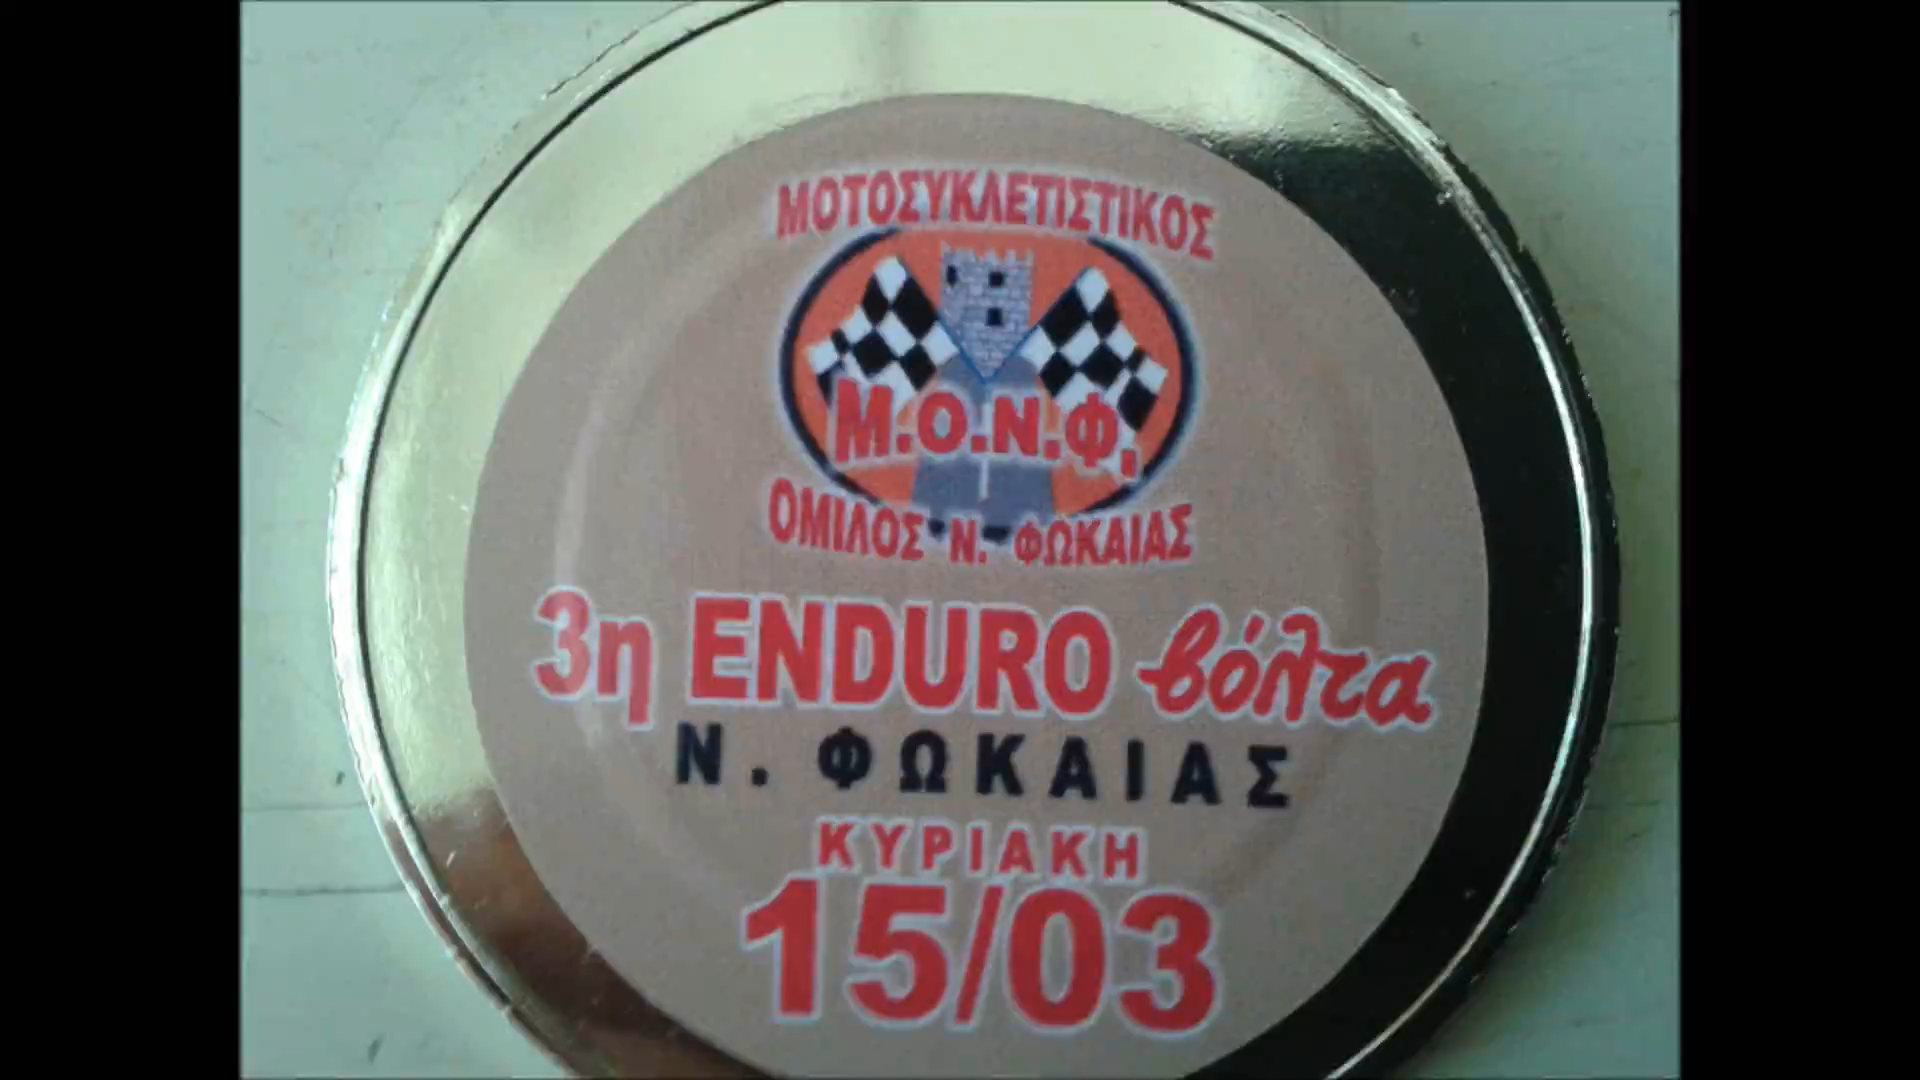 ΜΟΤΟΣΥΚΛΕΤΙΣΤΙΚΟΣ
Μ.Ο.Ν.Φ.
ΟΜΙΛΟΣ Ν. ΦΩΚΑΙΑΣ
3η ENDURO βόλτα
Ν. ΦΩΚΑΙΑΣ
ΚΥΡΙΑΚΗ
15/03